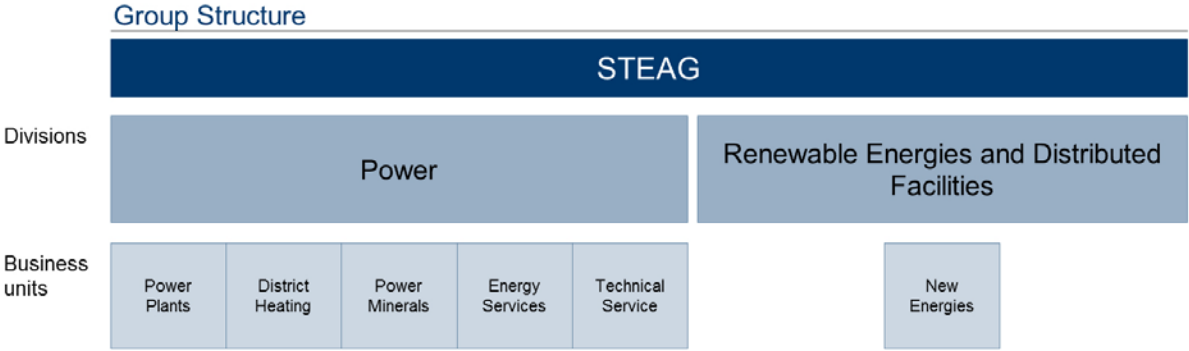 Group Structure
STEAG
Divisions
Power
Renewable Energies and Distributed
Facilities
Business
units
Power
Plants
District
Heating
Power
Minerals
Energy
Services
Technical
Service
New
Energies